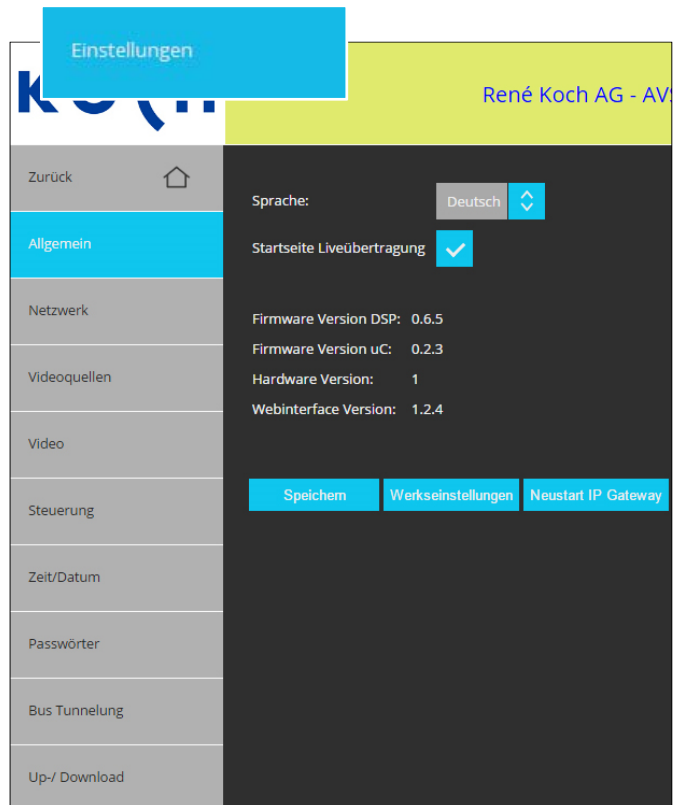 Einstellungen
René Koch AG -
Zurück
Allgemein
Netzwerk
Videoquellen
Video
Steuerung
Zeit/Datum
Passwörter
Bus Tunnelung
Up-/ Download
Sprache: Deutsch
Startseite Liveübertragung
Firmware Version DSP: 0.6.5
Firmware Version uC: 0.2.3
Hardware Version: 1
Webinterface Version: 1.2.4
Speichern Werkseinstellungen Neustart IP Gateway